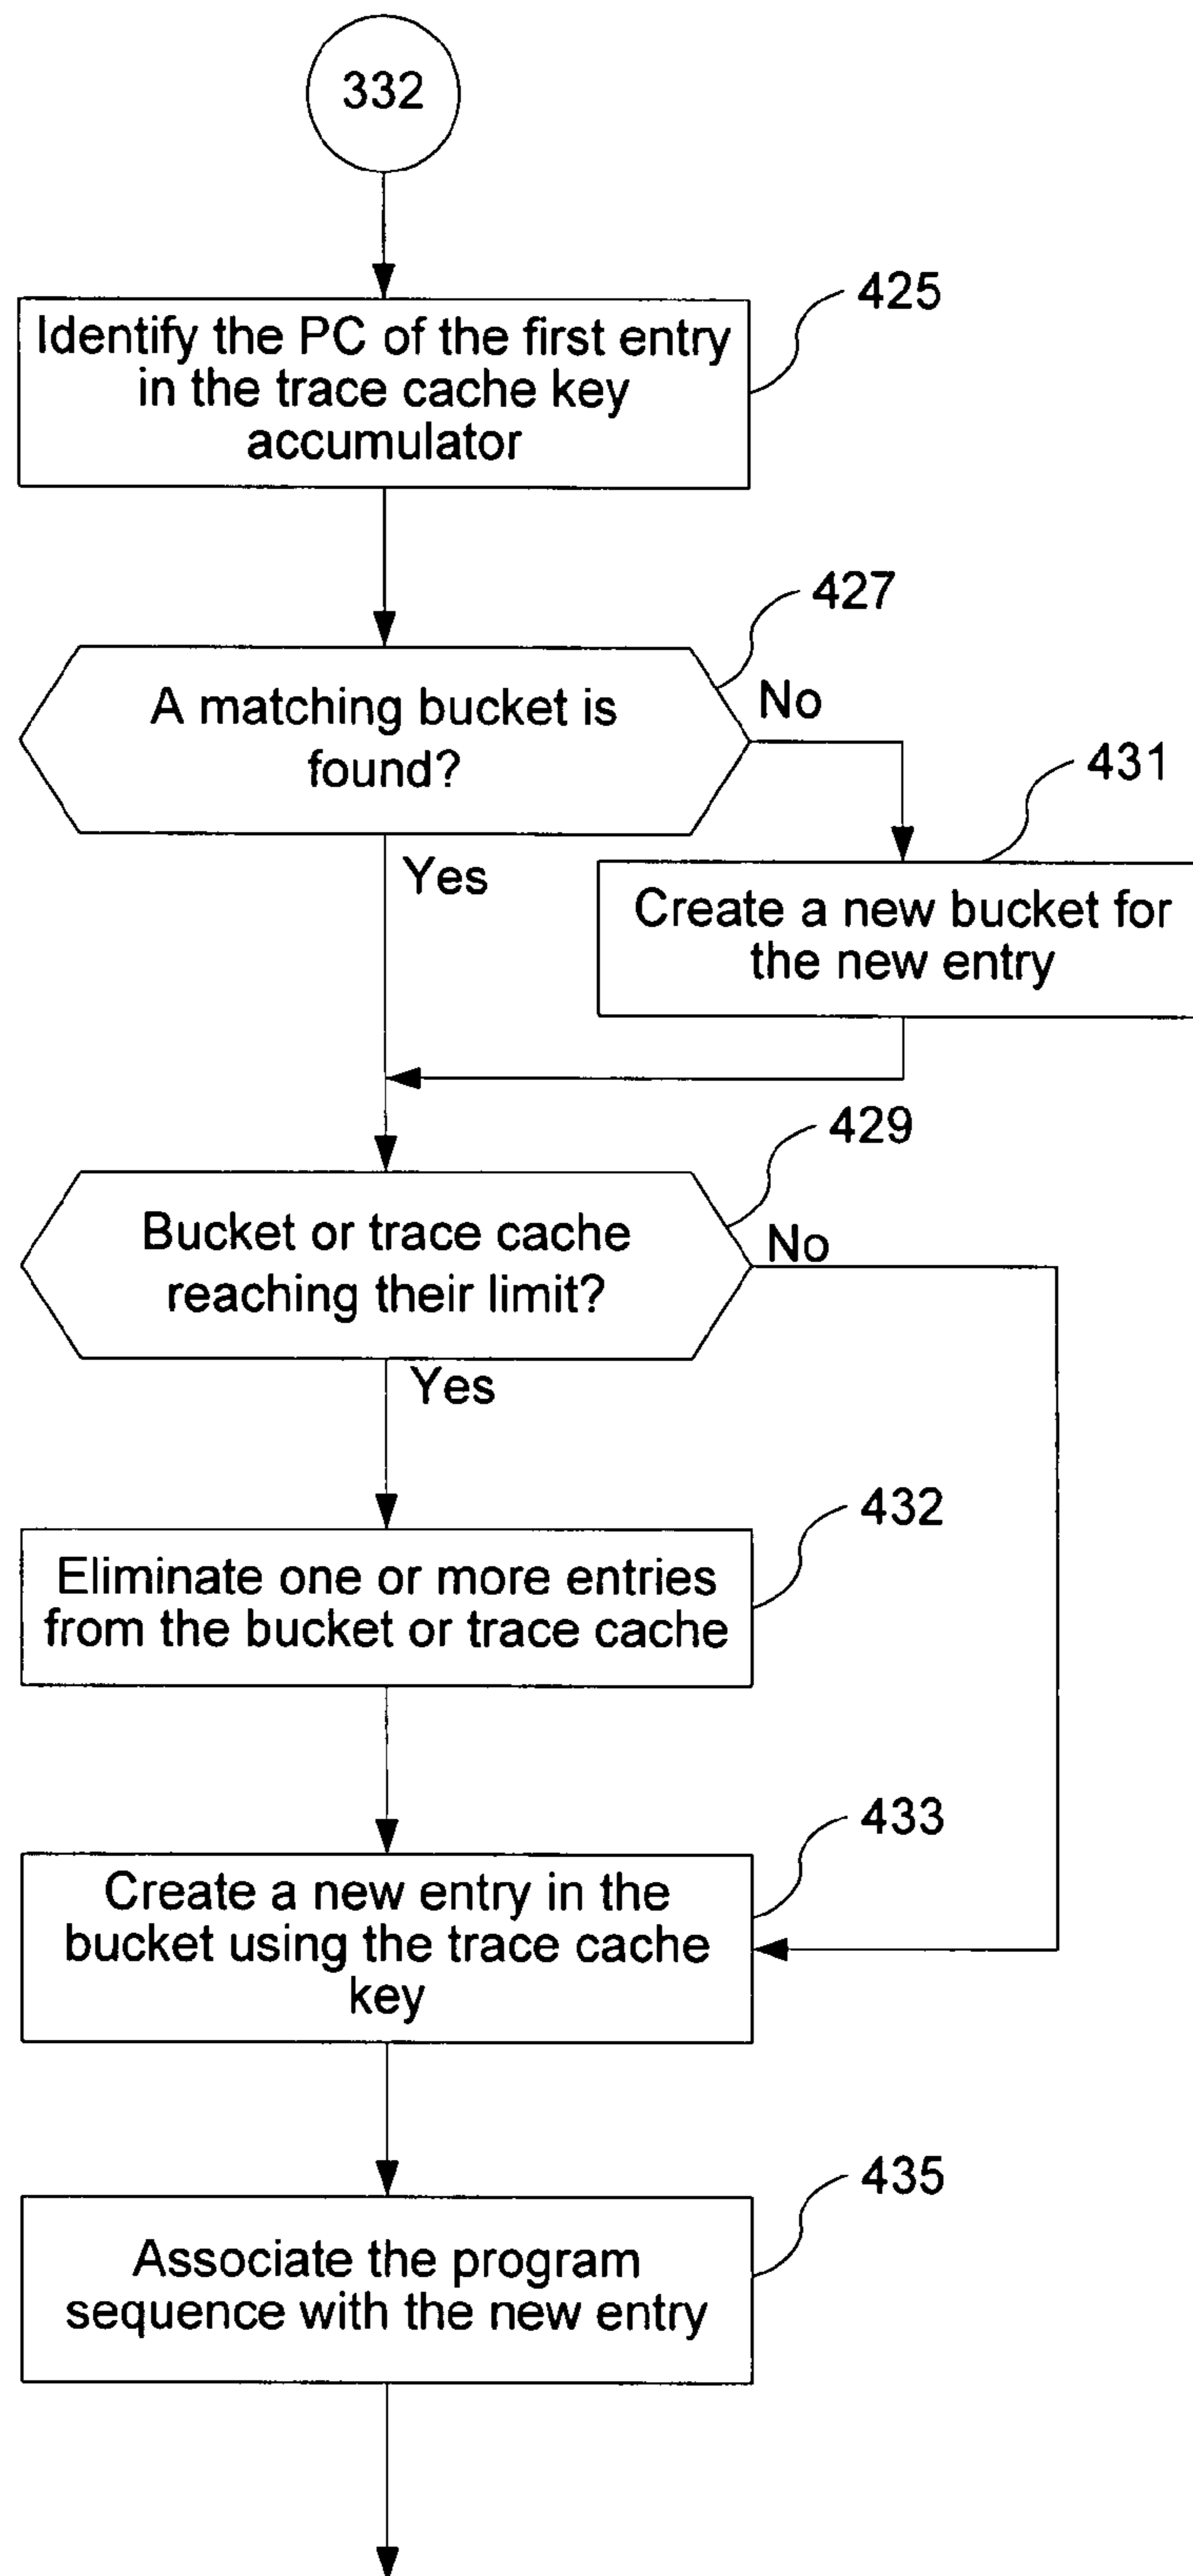 332
425
Identify the PC of the first entry
in the trace cache key
accumulator
427
A matching bucket is
found?
No
431
Yes
Create a new bucket for
the new entry
429
Bucket or trace cache
reaching their limit?
No
Yes
432
Eliminate one or more entries
from the bucket or trace cache
433
Create a new entry in the
bucket using the trace cache
key
435
Associate the program
sequence with the new entry